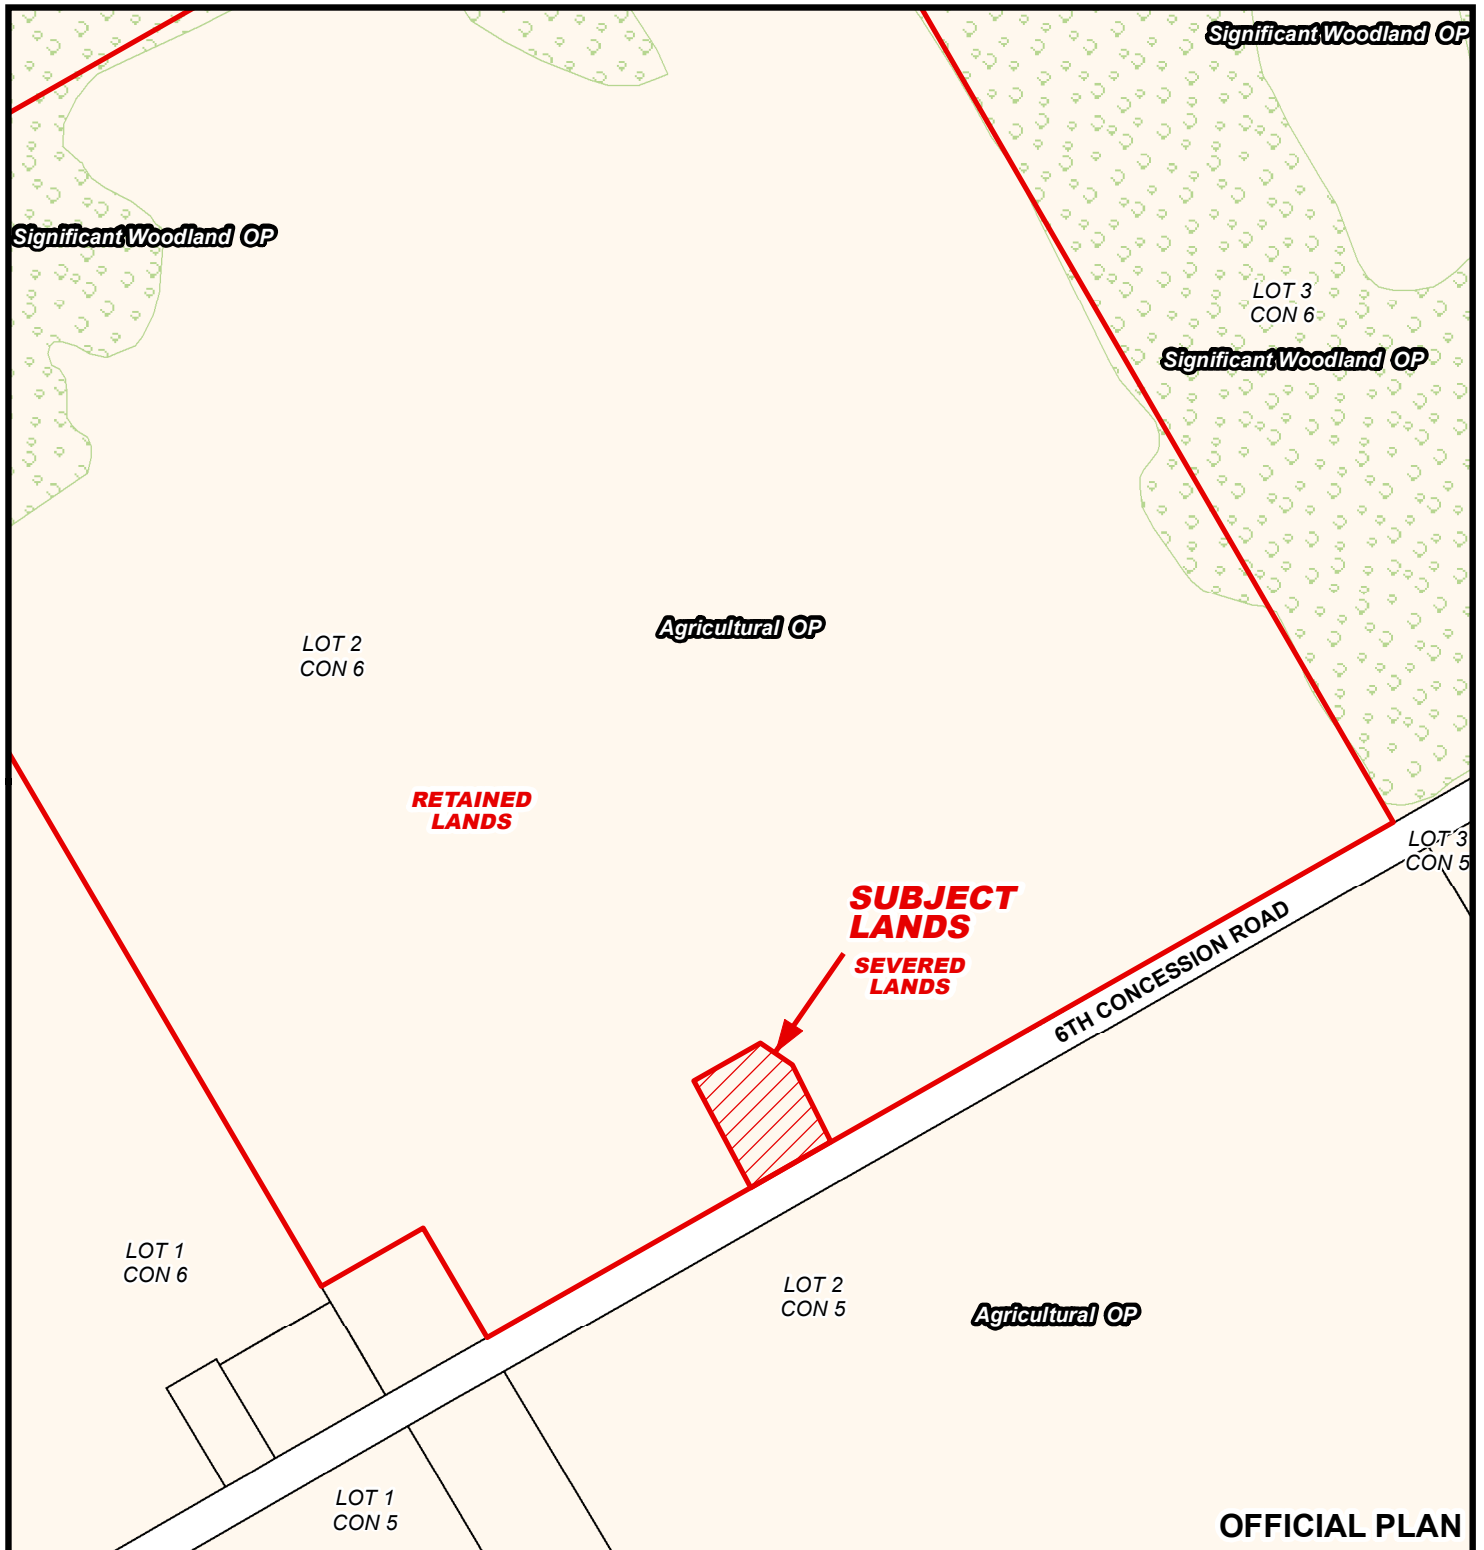 Significant Woodland OP
Significant Woodland OP
LOT 3
CON 6
Significant Woodland OP
Agricultural OP
LOT 2
CON 6
RETAINED
LANDS
LOT 3
CON 5
SUBJECT
LANDS
SEVERED
LANDS
6TH CONCESSION ROAD
LOT 1
CON 6
LOT 2
CON 5
Agricultural OP
LOT 1
CON 5
OFFICIAL PLAN